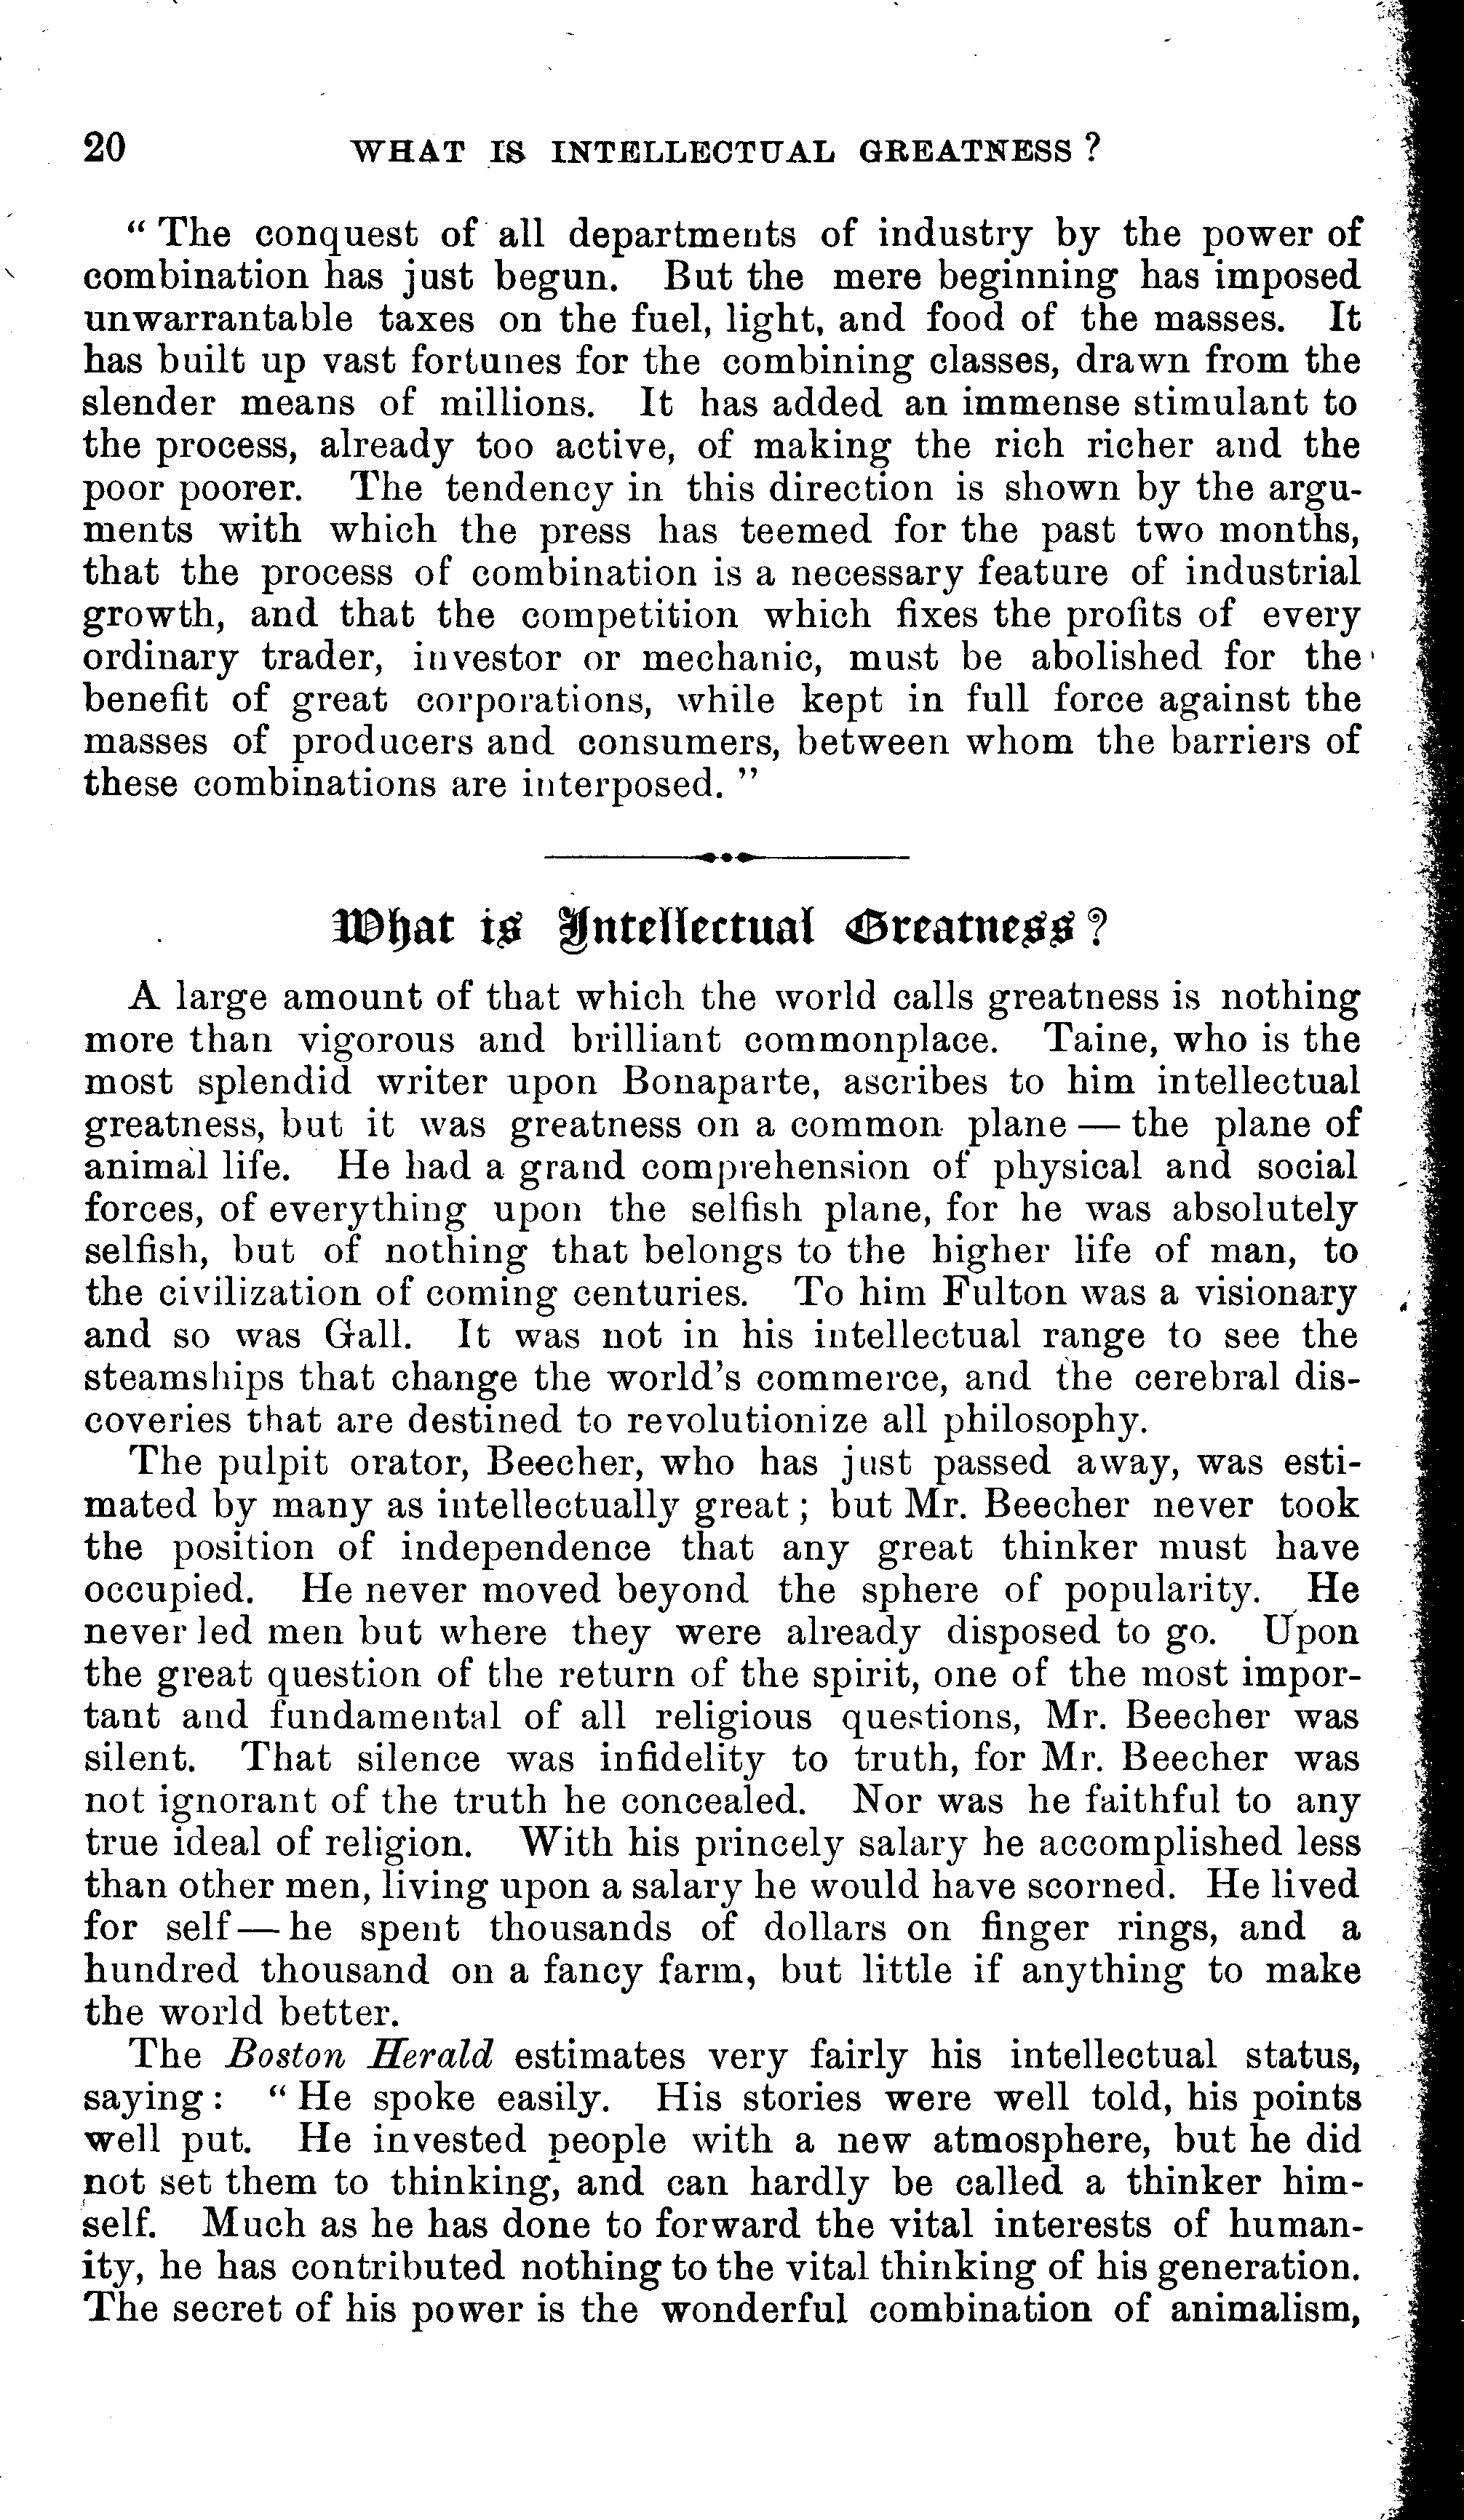 20 WHAT IS INTELLECTUAL GREATNESS ?
“ The conquest of all departments of industry by the power of
combination has just begun. But the mere beginning has imposed
unwarrantable taxes on the fuel, light, and food of the masses. It
has built up vast fortunes for the combining classes, drawn from the
slender means of millions. It has added an immense stimulant to
the process, already too active, of making the rich richer and the
poor poorer. The tendency in this direction is shown by the argu-
ments with which the press has teemed for the past two months,
that the process of combination is a necessary feature of industrial
growth, and that the competition which fixes the profits of every
ordinary trader, investor or mechanic, must be abolished for the
benefit of great corporations, while kept in full force against the
masses of producers and consumers, between whom the barriers of
these combinations are interposed. ”
What is Intellectual Greatness ?
A large amount of that which the world calls greatness is nothing
more than vigorous and brilliant commonplace. Taine, who is the
most splendid writer upon Bonaparte, ascribes to him intellectual
greatness, but it was greatness on a common plane — the plane of
animal life. He had a grand comprehension of physical and social
forces, of everything upon the selfish plane, for he was absolutely
selfish, but of nothing that belongs to the higher life of man, to
the civilization of coming centuries. To him Fulton was a visionary
and so was Gall. It was not in his intellectual range to see the
steamships that change the world's commerce, and the cerebral dis-
coveries that are destined to revolutionize all philosophy.
The pulpit orator, Beecher, who has just passed away, was esti-
mated by many as intellectually great ; but Mr. Beecher never took
the position of independence that any great thinker must have
occupied. He never moved beyond the sphere of popularity. He
never led men but where they were already disposed to go. Upon
the great question of the return of the spirit, one of the most impor-
tant and fundamental of all religious questions, Mr. Beecher was
silent. That silence was infidelity to truth, for Mr. Beecher was
not ignorant of the truth he concealed. Nor was he faithful to any
true ideal of religion. With his princely salary he accomplished less
than other men, living upon a salary he would have scorned. He lived
for self — he spent thousands of dollars on finger rings, and a
hundred thousand on a fancy farm, but little if anything to make
the world better.
The Boston Herald estimates very fairly his intellectual status,
saying : “ He spoke easily. His stories were well told, his points
well put. He invested people with a new atmosphere, but he did
not set them to thinking, and can hardly be called a thinker him-
self. Much as he has done to forward the vital interests of human-
ity, he has contributed nothing to the vital thinking of his generation.
The secret of his power is the wonderful combination of animalism,